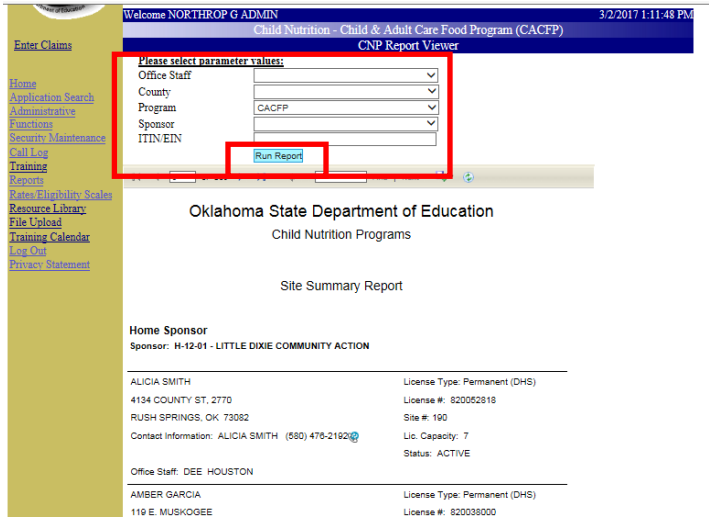 Welcome NORTHROP G ADMIN 3/2/2017 1:11:48 PM
Child Nutrition - Child & Adult Care Food Program (CACFP)
CNP Report Viewer
Enter Claims
Home
Application Search
Administrative
Functions
Security Maintenance
Call Log
Training
Reports
Rates/Eligibility Scales
Resource Library
File Upload
Training Calendar
Log Out
Privacy Statement
Please select parameter values:
Office Staff
County
Program CACFP
Sponsor
ITIN/EIN
Run Report
Oklahoma State Department of Education
Child Nutrition Programs
Site Summary Report
Home Sponsor
Sponsor: H-12-01 - LITTLE DIXIE COMMUNITY ACTION
ALICIA SMITH License Type: Permanent (DHS)
4134 COUNTY ST, 2770 License #: 820052818
RUSH SPRINGS, OK 73082 Site #: 190
Contact Information: ALICIA SMITH (580) 476-2192 Lic. Capacity: 7
Status: ACTIVE
Office Staff: DEE HOUSTON
AMBER GARCIA License Type: Permanent (DHS)
119 E. MUSKOGEE License #: 820038000